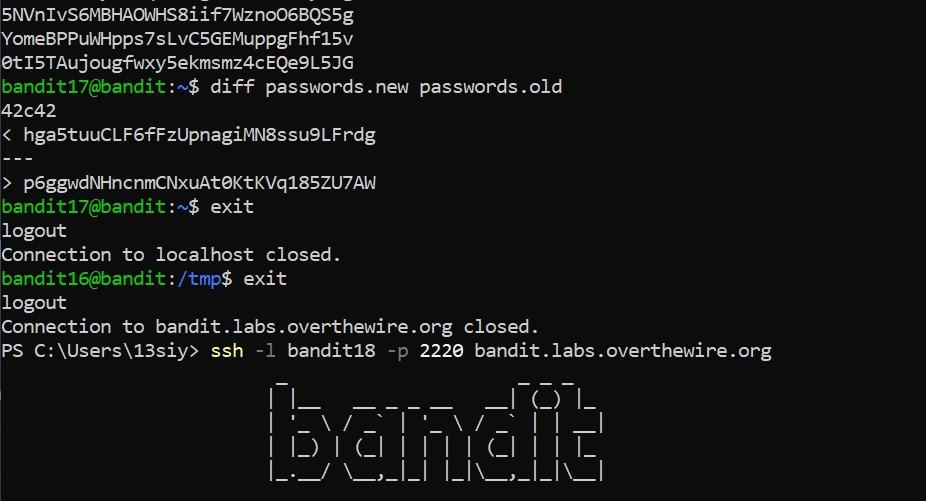 5NVnIvS6MBHAOWHS8iif7WznoO6BQS5g
YomeBPPuWHpps7sLvC5GEMuppgFhf15v
0tI5TAujougfwxy5ekmsmz4cEQe9L5JG
bandit17@bandit:~$ diff passwords.new passwords.old
42c42
< hga5tuuCLF6fFzUpnagiMN8ssu9LFrdg
---
> p6ggwdNHncnmCNxuAt0KtKVq185ZU7AW
bandit17@bandit:~$ exit
logout
Connection to localhost closed.
bandit16@bandit:/tmp$ exit
logout
Connection to bandit.labs.overthewire.org closed.
PS C:\Users\13siy> ssh -l bandit18 -p 2220 bandit.labs.overthewire.org
bandit